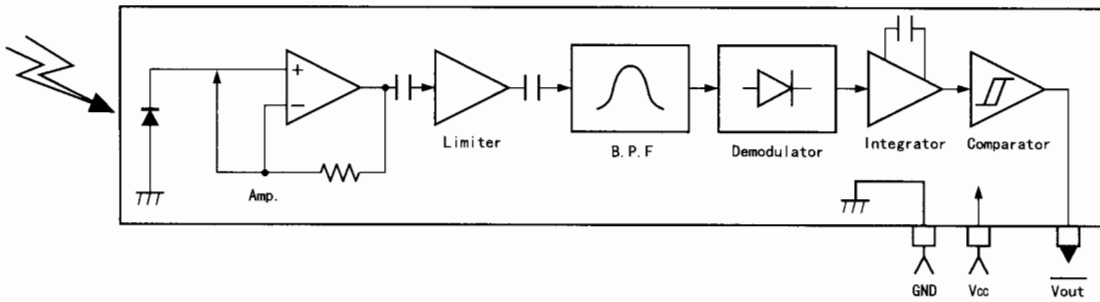 +
−
Amp.
Limiter
B.P.F
Demodulator
Integrator
Comparator
GND
Vcc
Vout